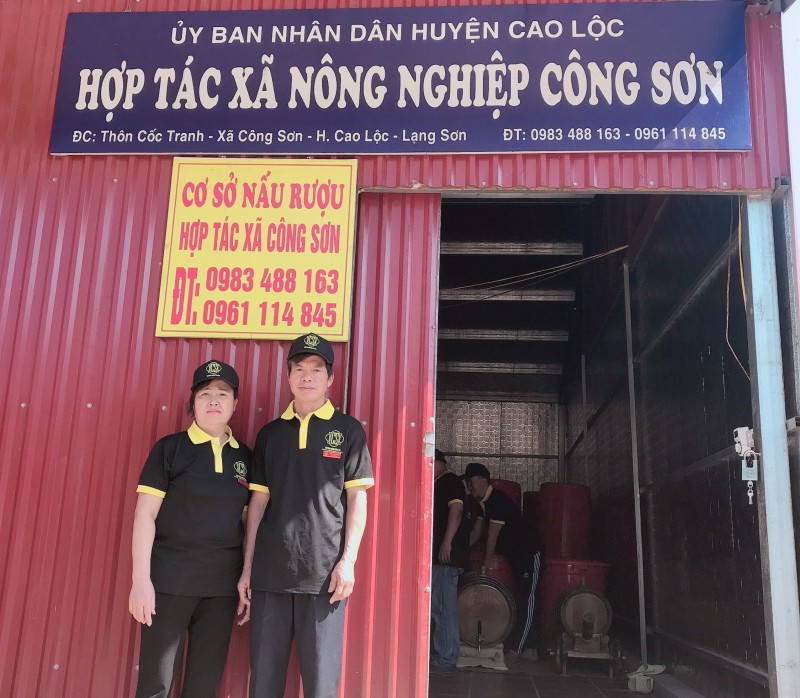 ỦY BAN NHÂN DÂN HUYỆN CAO LỘC
HỢP TÁC XÃ NÔNG NGHIỆP CÔNG SƠN
ĐC: Thôn Cốc Tranh - Xã Công Sơn - H. Cao Lộc - Lạng Sơn ĐT: 0983 488 163 - 0961 114 845
CƠ SỞ NẤU RƯỢU
HỢP TÁC XÃ CÔNG SƠN
ĐT: 0983 488 163
0961 114 845